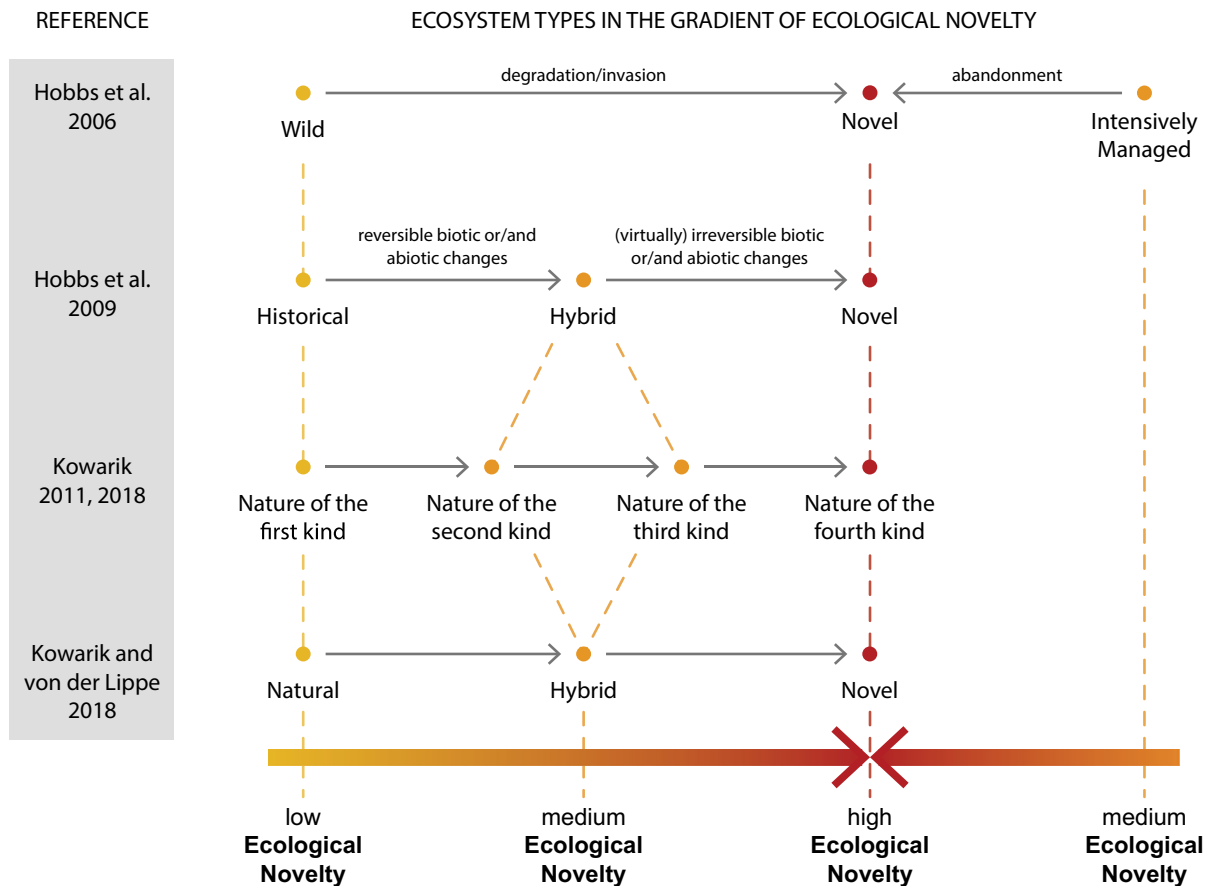 REFERENCE
ECOSYSTEM TYPES IN THE GRADIENT OF ECOLOGICAL NOVELTY
Hobbs et al.
2006
degradation/invasion
abandonment
Wild
Novel
Intensively
Managed
Hobbs et al.
2009
reversible biotic or/and
abiotic changes
(virtually) irreversible biotic
or/and abiotic changes
Historical
Hybrid
Novel
Kowarik
2011, 2018
Nature of the
first kind
Nature of the
second kind
Nature of the
third kind
Nature of the
fourth kind
Kowarik and
von der Lippe
2018
Natural
Hybrid
Novel
low
Ecological
Novelty
medium
Ecological
Novelty
high
Ecological
Novelty
medium
Ecological
Novelty